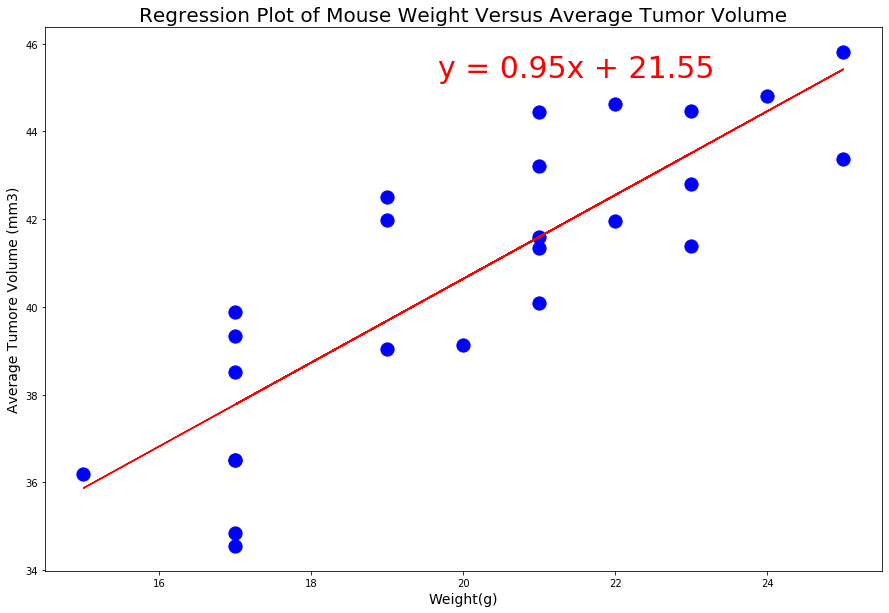 Regression Plot of Mouse Weight Versus Average Tumor Volume
y = 0.95x + 21.55
Average Tumore Volume (mm3)
46
44
42
40
38
36
34
16 18 20 22 24
Weight(g)